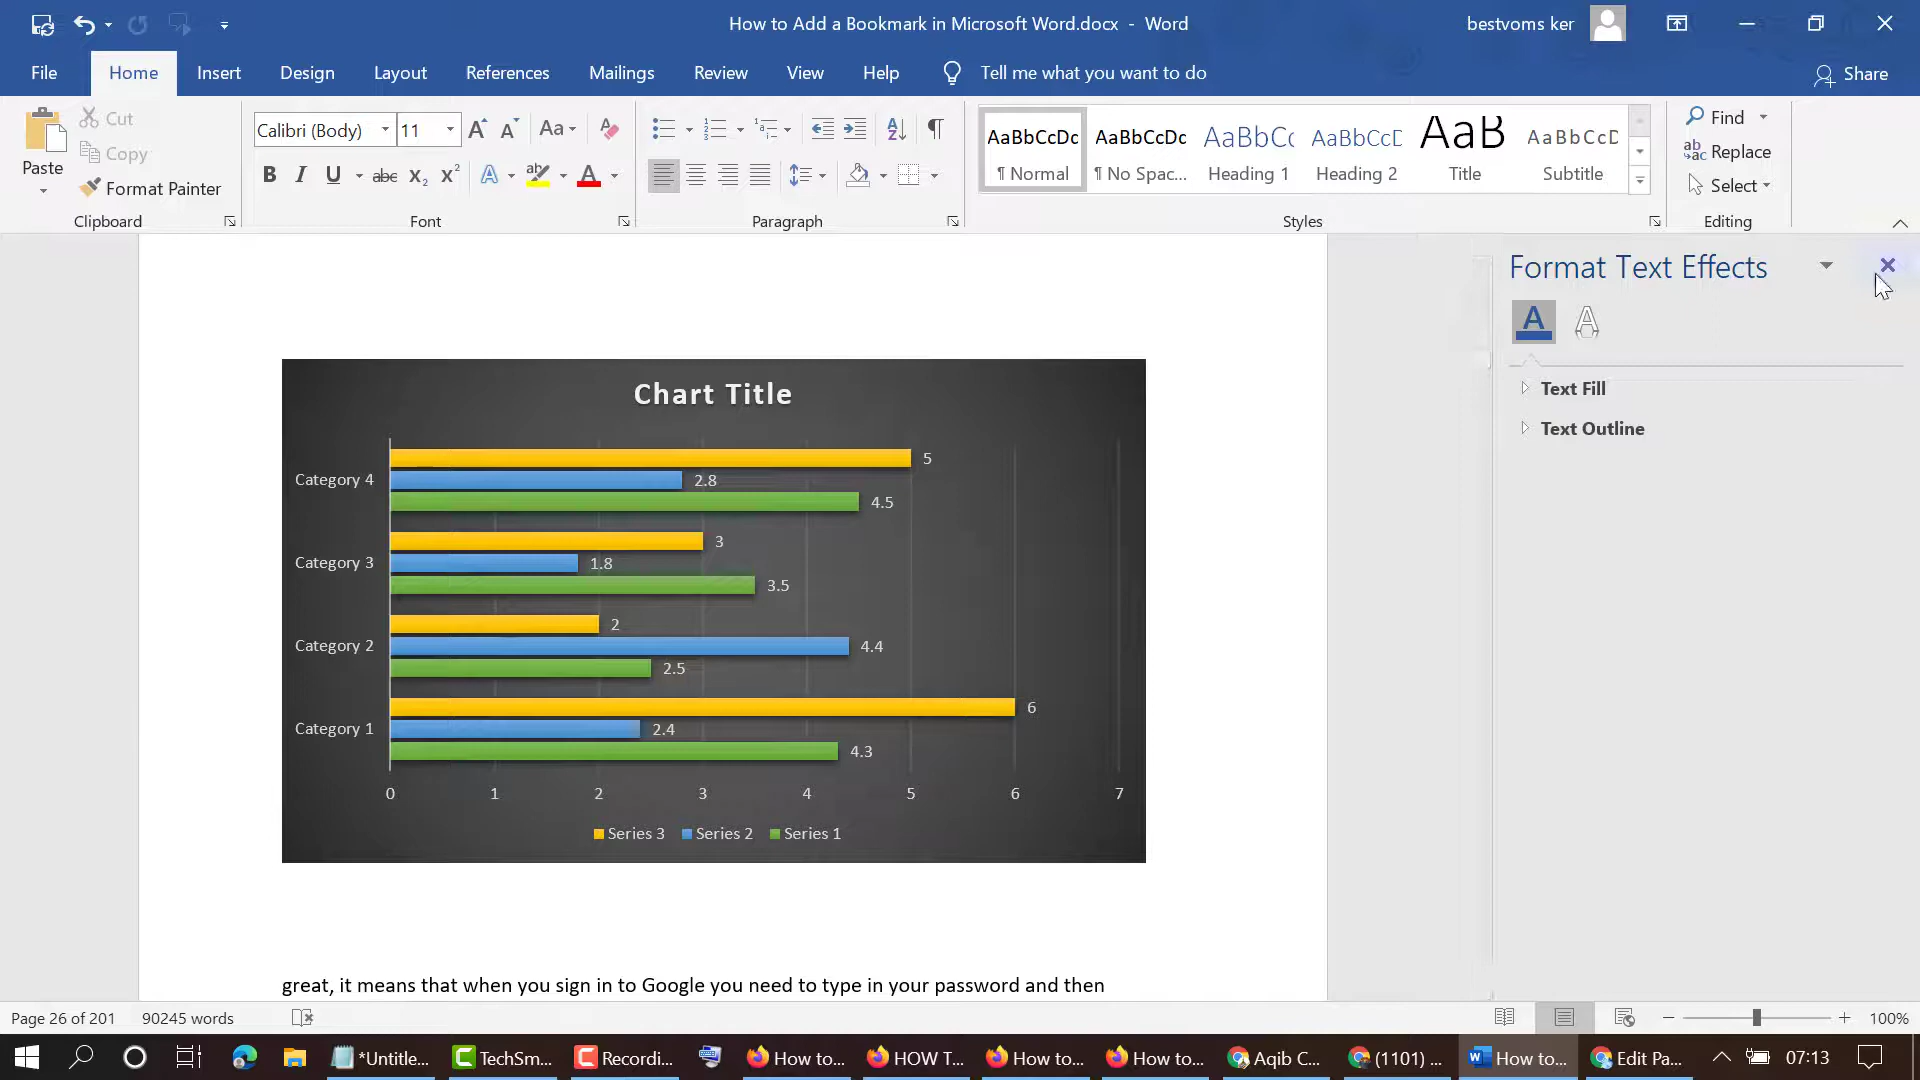 How to Add a Bookmark in Microsoft Word.docx - Word
bestvoms ker
File Home Insert Design Layout References Mailings Review View Help Tell me what you want to do Share
Paste
Cut
Copy
Format Painter
Clipboard
Calibri (Body) 11
Font
Paragraph
AaBbCcDc AaBbCcDc AaBbCc AaBbCcD AaB AaBbCcD
¶ Normal ¶ No Spac... Heading 1 Heading 2 Title Subtitle
Styles
Find
Replace
Select
Editing
Format Text Effects
Text Fill
Text Outline
Chart Title
Category 4
5
2.8
4.5
Category 3
3
1.8
3.5
Category 2
2
4.4
2.5
Category 1
6
2.4
4.3
0 1 2 3 4 5 6 7
Series 3 Series 2 Series 1
great, it means that when you sign in to Google you need to type in your password and then
Page 26 of 201 90245 words 100%
*Untitle... TechSm... Recordi... How to... HOW T... How to... How to... Aqib C... (1101) ... How to... Edit Pa... 07:13